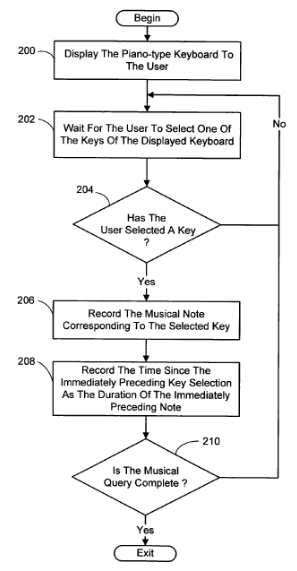 Begin
200
Display The Piano-type Keyboard To
The User
No
202
Wait For The User To Select One Of
The Keys Of The Displayed Keyboard
204
Has The
User Selected A Key
?
Yes
206
Record The Musical Note
Corresponding To The Selected Key
208
Record The Time Since The
Immediately Preceding Key Selection
As The Duration Of The Immediately
Preceding Note
210
Is The Musical
Query Complete ?
Yes
Exit